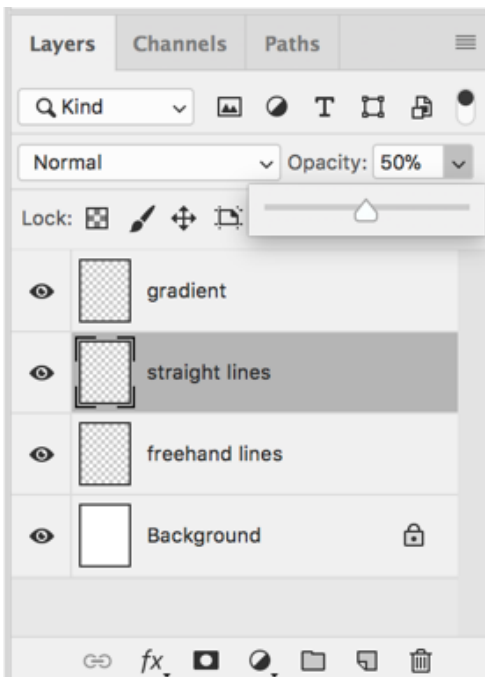 Layers Channels Paths
Kind T
Normal Opacity: 50%
Lock:
gradient
straight lines
freehand lines
Background
fx